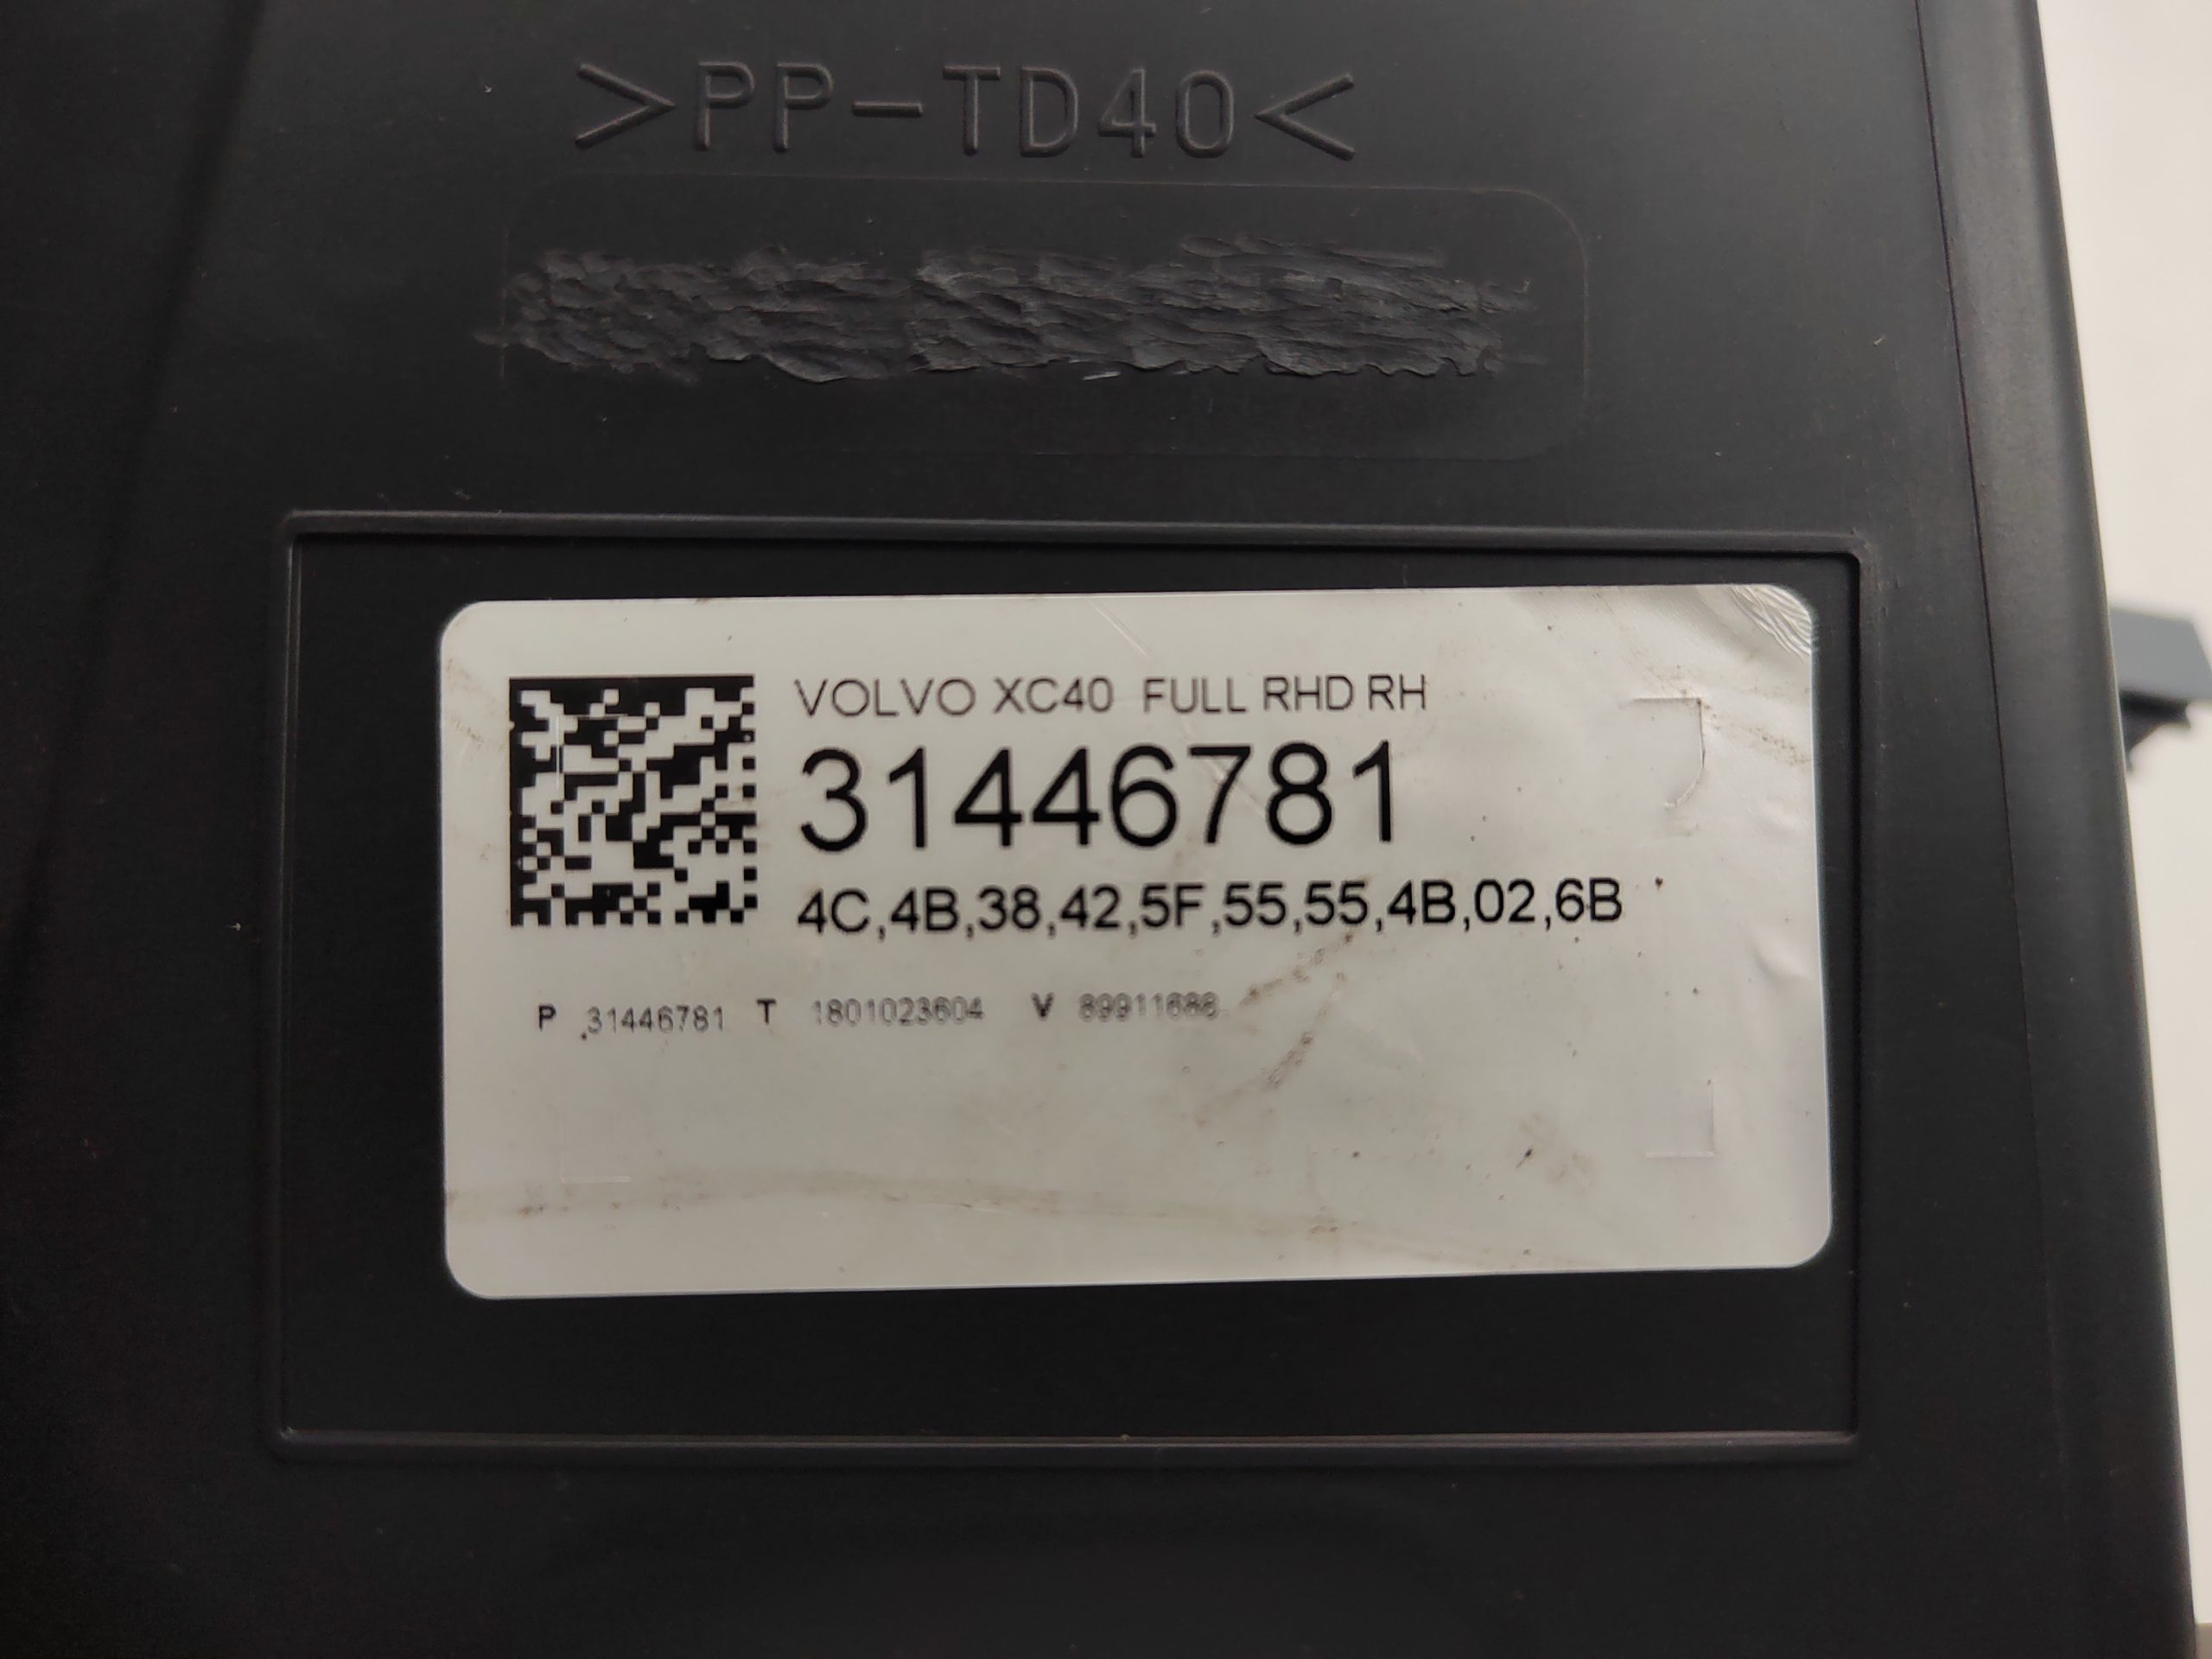 >PP-TD40<
VOLVO XC40 FULL RHD RH
31446781
4C,4B,38,42,5F,55,55,4B,02,6B
P 31446781 T 1801023604 V 89911686